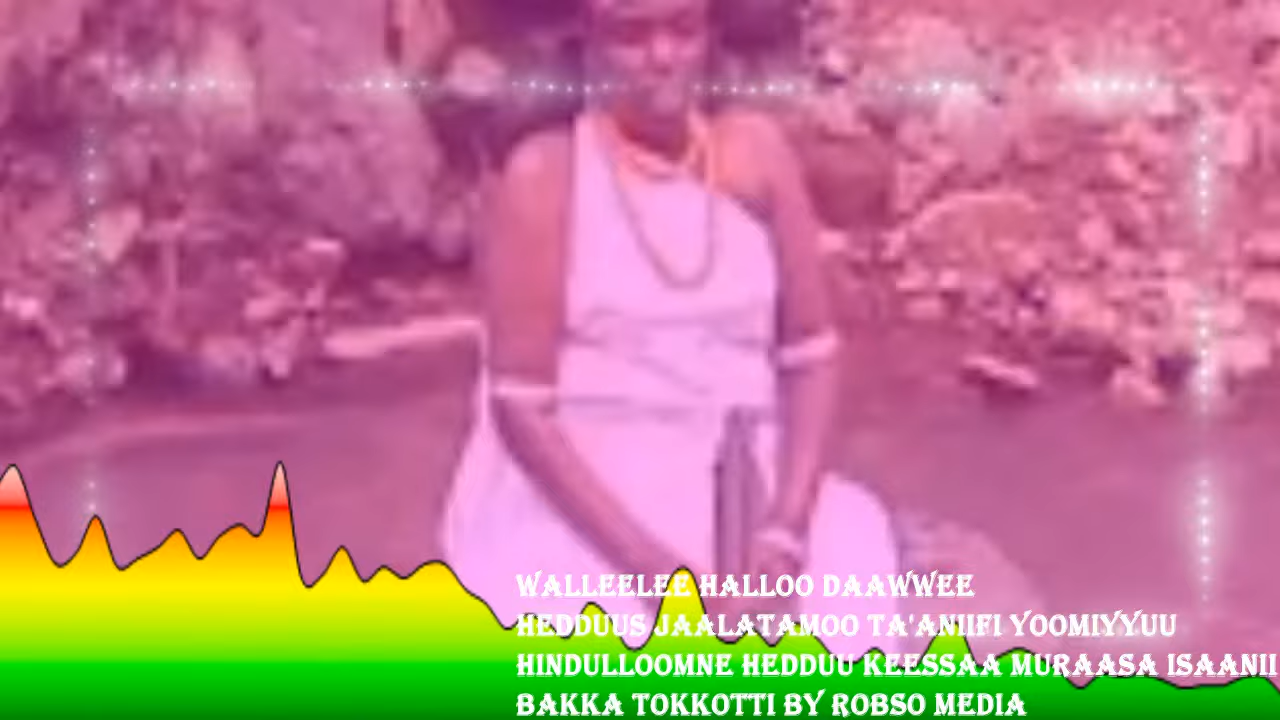 WALLEELEE HALLOO DAAWWEE
HEDDUUS JAALATAMOO TA'ANIIFI YOOMIYYUU
HINDULLOOMNE HEDDUU KEESSAA MURAASA ISAANII
BAKKA TOKKOTTI BY ROBSO MEDIA